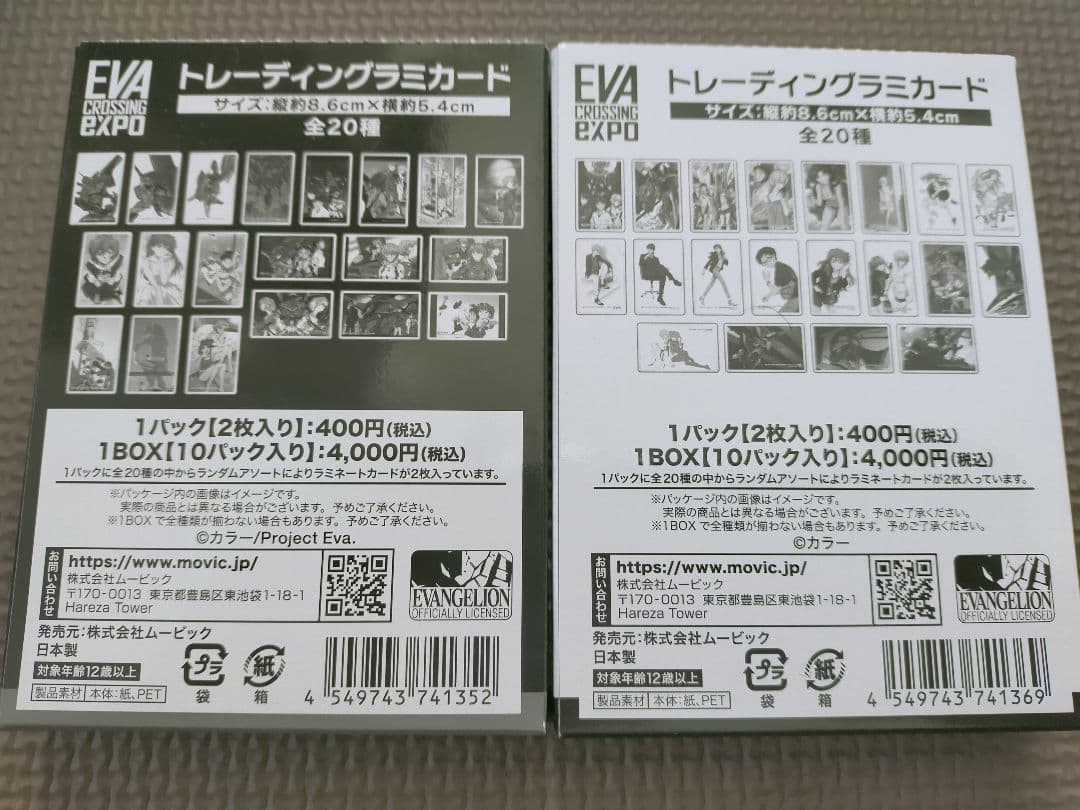 EVA
CROSSING
eXPO
トレーディングラミカード
サイズ:縦約8.6cm×横約5.4cm
全20種
1パック【2枚入り】:400円(税込)
1BOX【10パック入り】:4,000円(税込)
1パックに全20種の中からランダムアソートによりラミネートカードが2枚入っています。
※パッケージ内の画像はイメージです。
実際の商品とは異なる場合がございます。予めご了承ください。
※1BOXで全種類が揃わない場合もあります。予めご了承ください。
©カラー/Project Eva.
お問い合わせ
https://www.movic.jp/
株式会社ムービック
〒170-0013 東京都豊島区東池袋1-18-1
Hareza Tower
EVANGELION
OFFICIALLY LICENSED
発売元:株式会社ムービック
日本製
対象年齢12歳以上
製品素材 本体:紙、PET
プラ
袋
紙
箱
4 549743 741352
EVA
CROSSING
eXPO
トレーディングラミカード
サイズ:縦約8.6cm×横約5.4cm
全20種
1パック【2枚入り】:400円(税込)
1BOX【10パック入り】:4,000円(税込)
1パックに全20種の中からランダムアソートによりラミネートカードが2枚入っています。
※パッケージ内の画像はイメージです。
実際の商品とは異なる場合がございます。予めご了承ください。
※1BOXで全種類が揃わない場合もあります。予めご了承ください。
©カラー
お問い合わせ
https://www.movic.jp/
株式会社ムービック
〒170-0013 東京都豊島区東池袋1-18-1
Hareza Tower
EVANGELION
OFFICIALLY LICENSED
発売元:株式会社ムービック
日本製
対象年齢12歳以上
製品素材 本体:紙、PET
プラ
袋
紙
箱
4 549743 741369